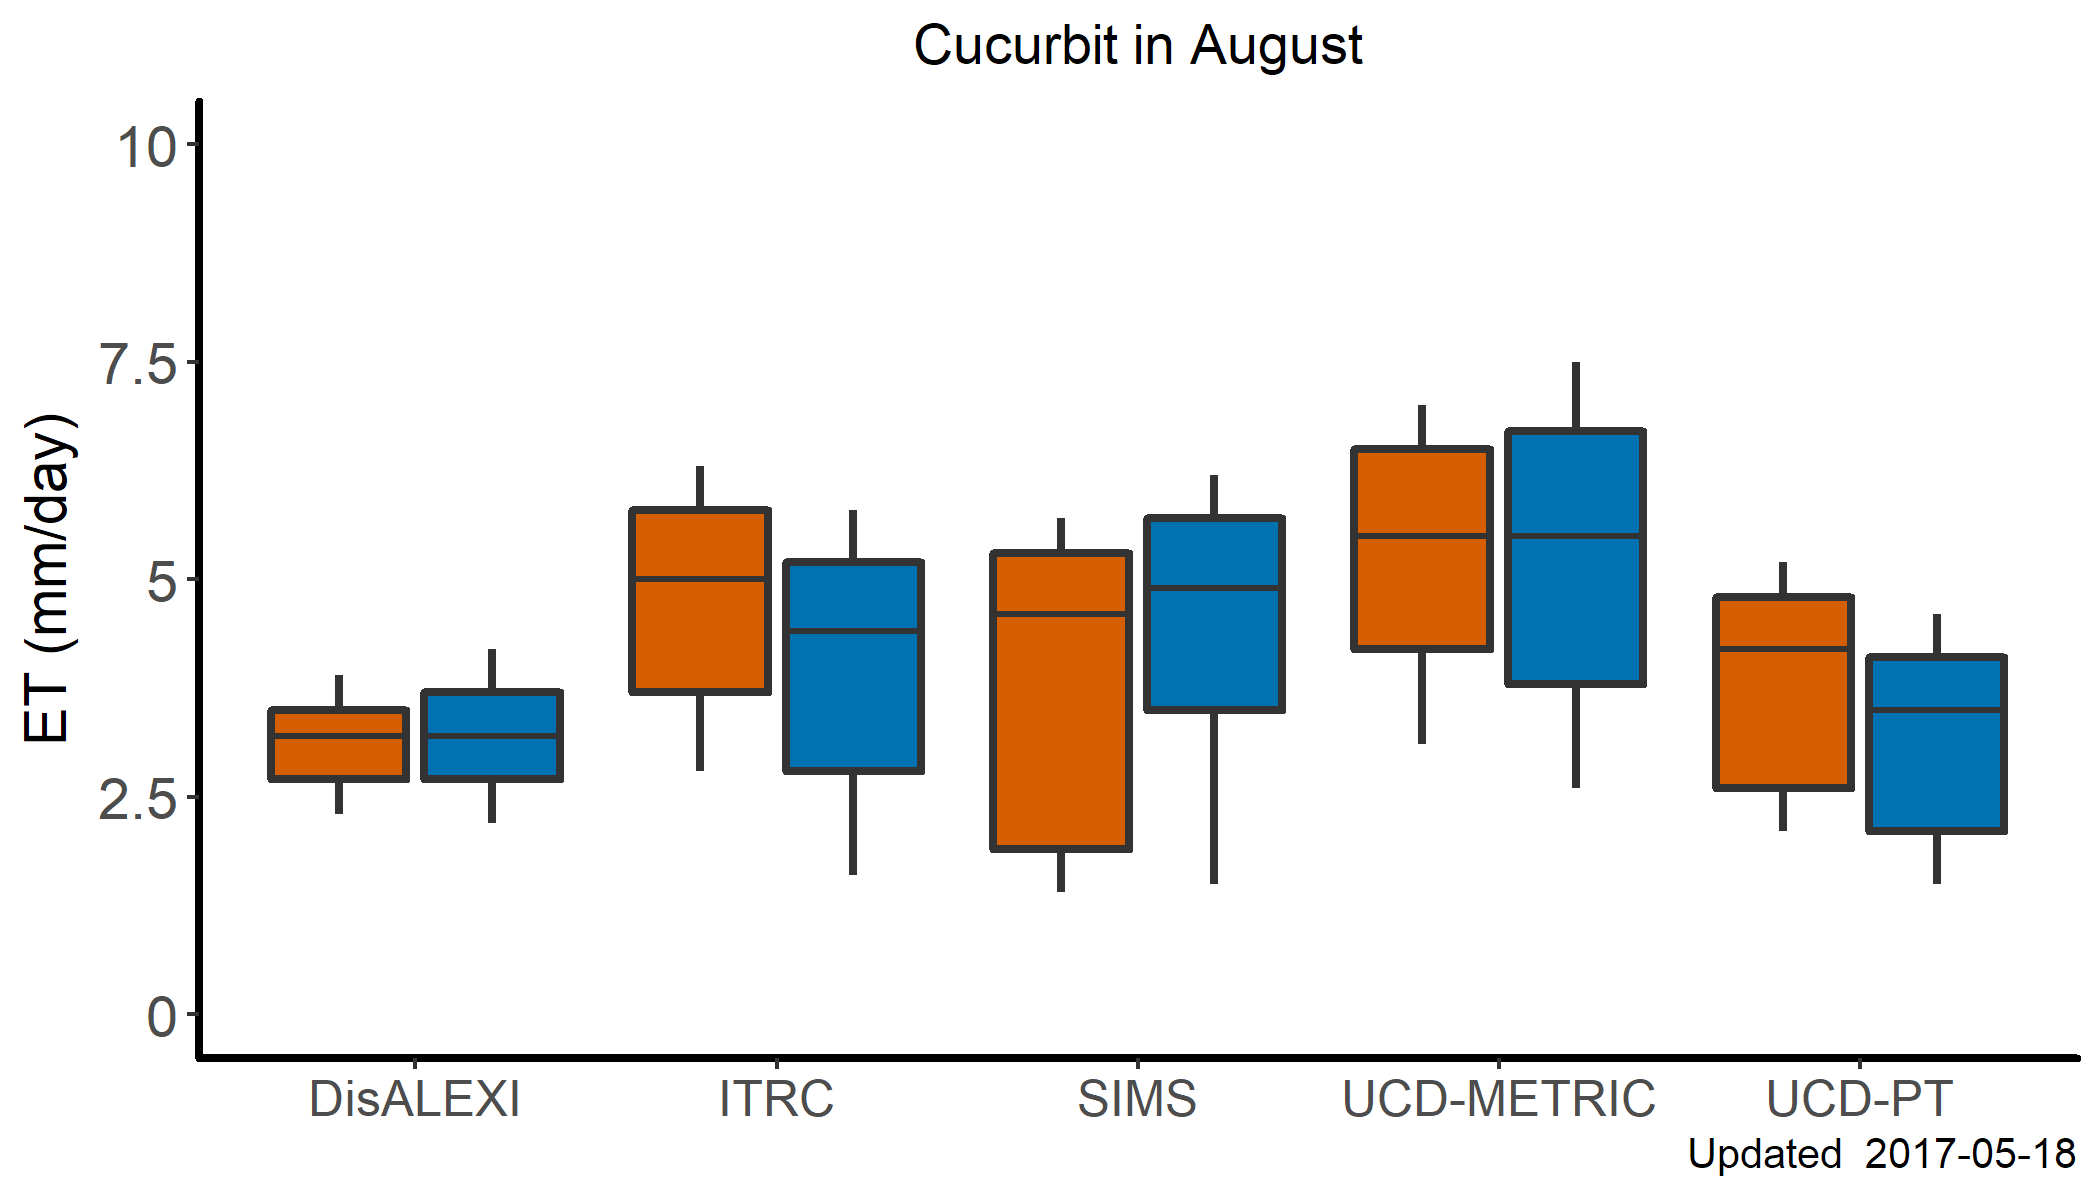 Cucurbit in August
ET (mm/day)
10
7.5
5
2.5
0
DisALEXI ITRC SIMS UCD-METRIC UCD-PT
Updated  2017-05-18